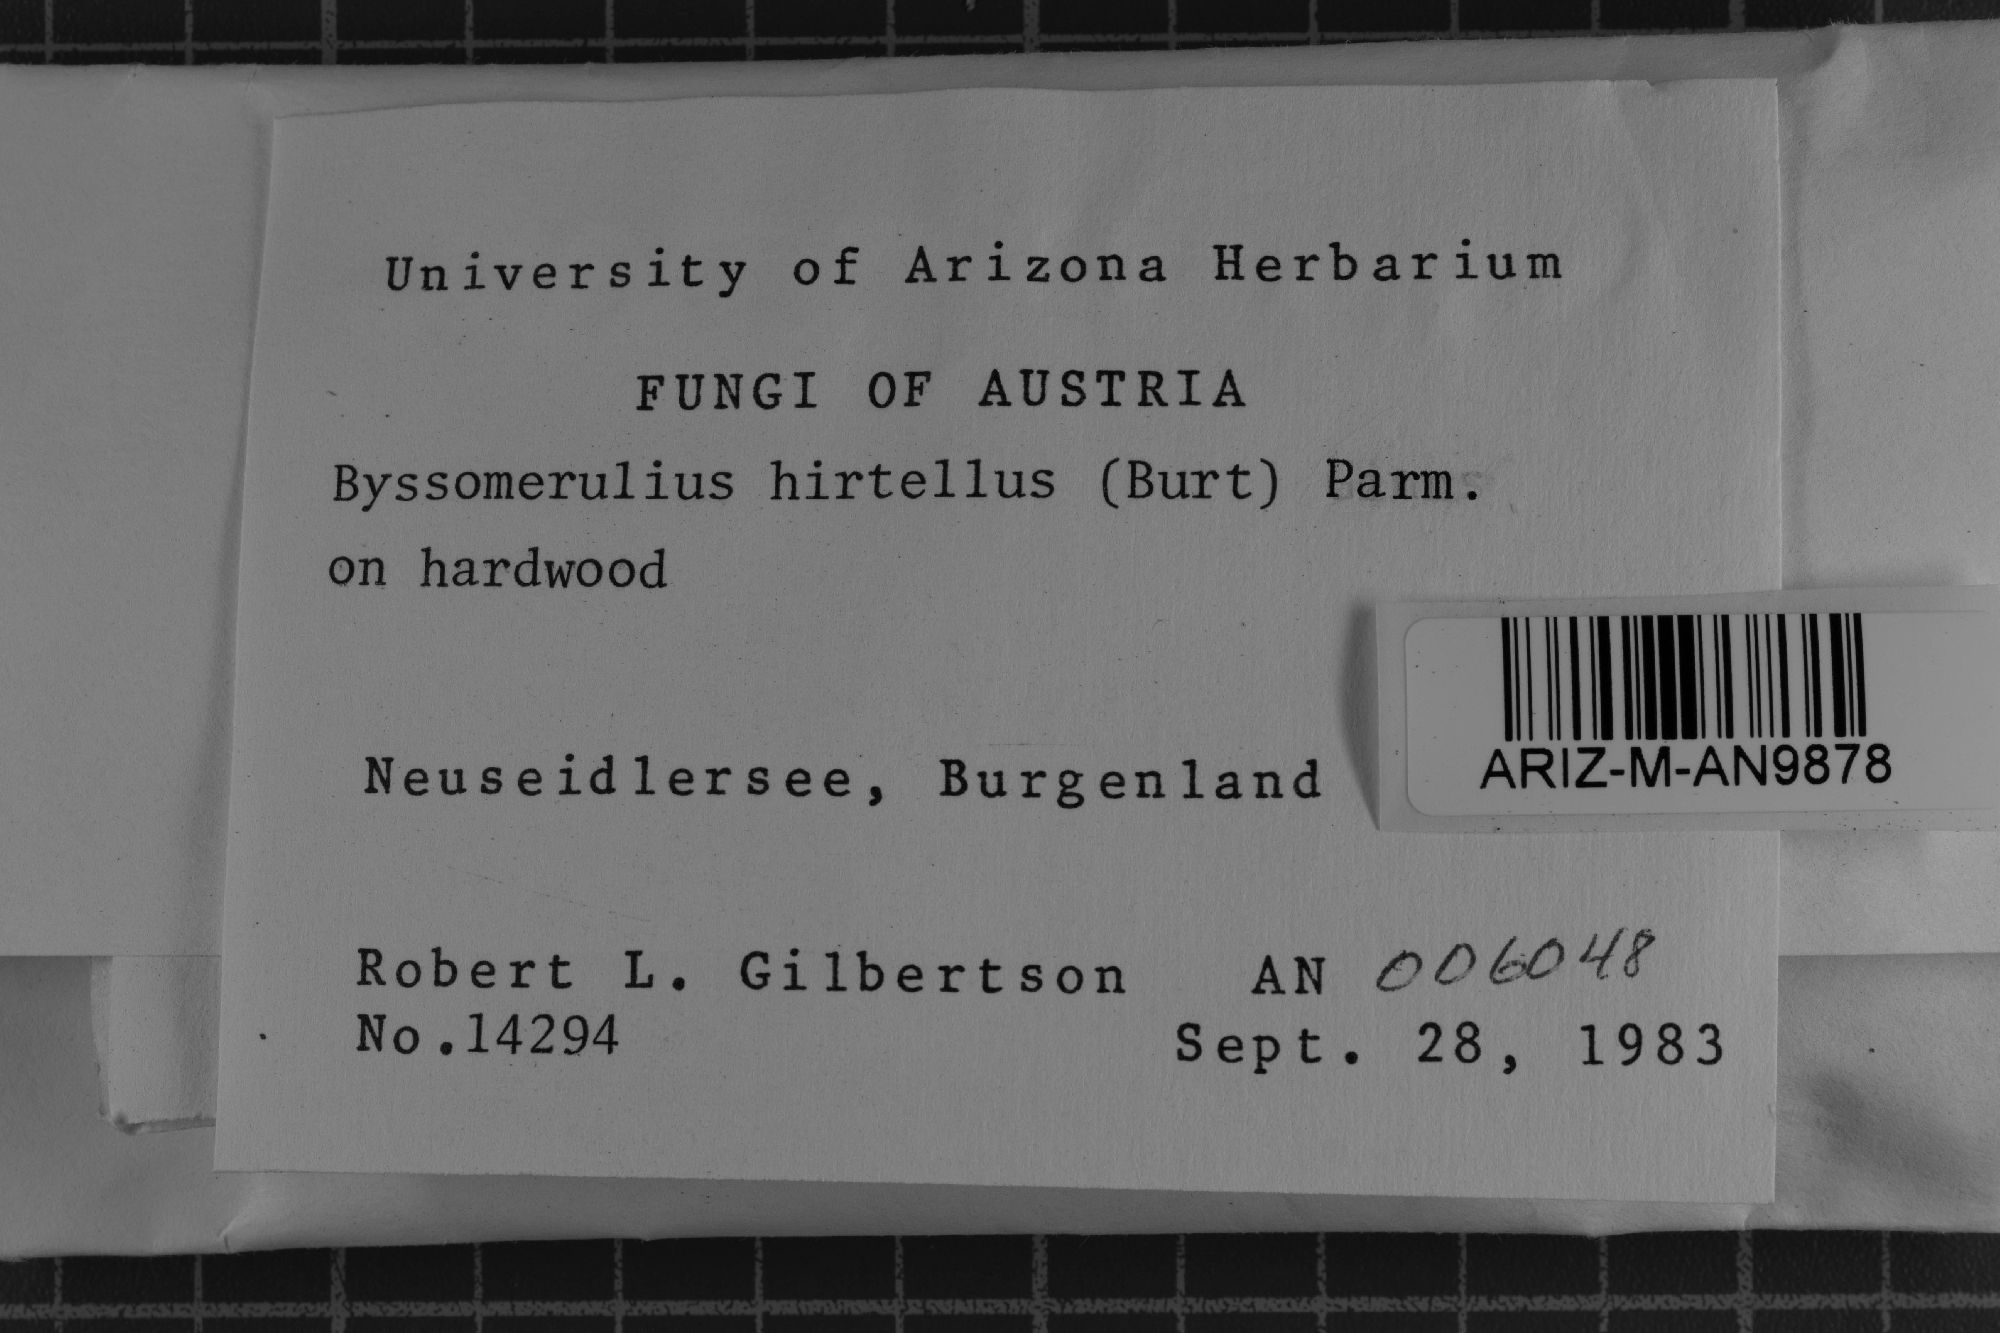 University of Arizona Herbarium
FUNGI OF AUSTRIA
Byssomerulius hirtellus (Burt) Parm.
on hardwood
ARIZ-M-AN9878
Neuseidlersee, Burgenland
Robert L. Gilbertson AN 006048
No.14294 Sept. 28, 1983